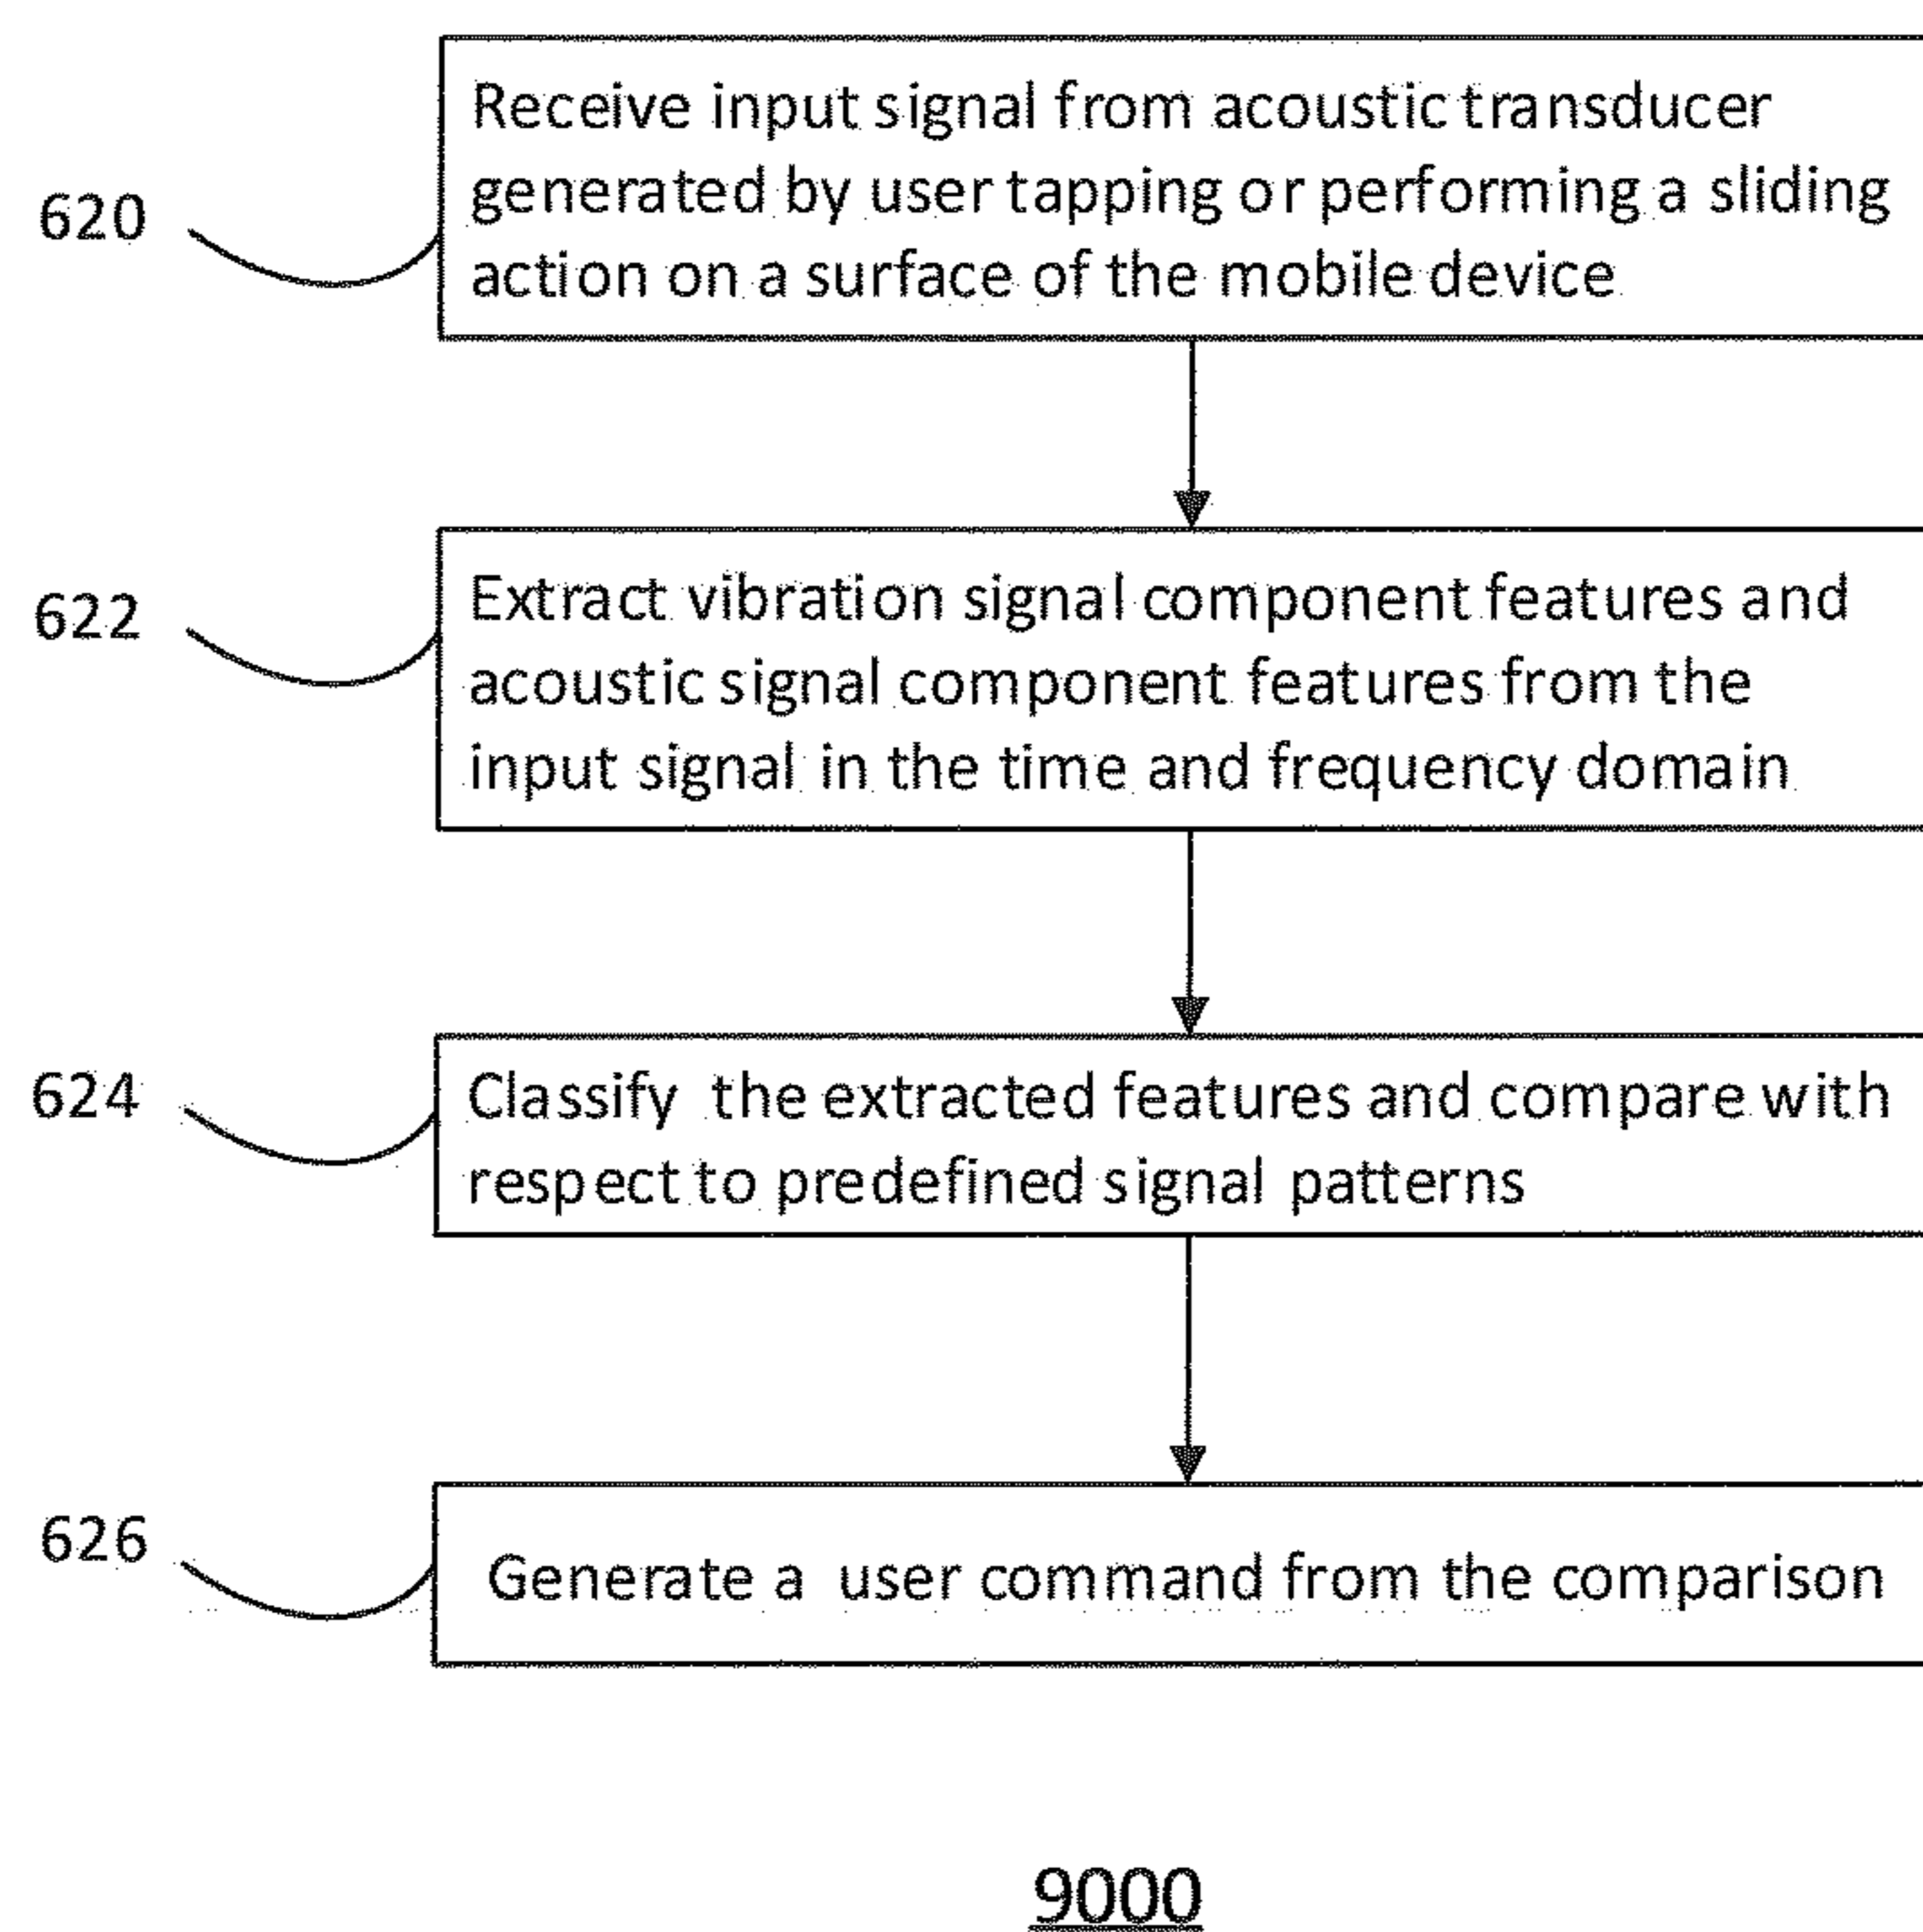 620
Receive input signal from acoustic transducer
generated by user tapping or performing a sliding
action on a surface of the mobile device
622
Extract vibration signal component features and
acoustic signal component features from the
input signal in the time and frequency domain
624
Classify the extracted features and compare with
respect to predefined signal patterns
626
Generate a user command from the comparison
9000